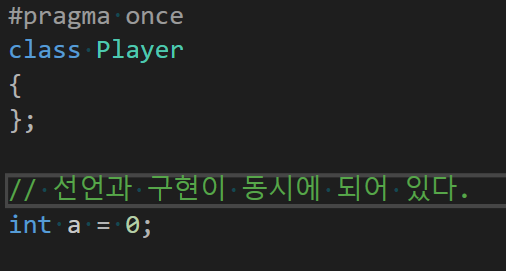 #pragma once
class Player
{
};
// 선언과 구현이 동시에 되어 있다.
int a = 0;